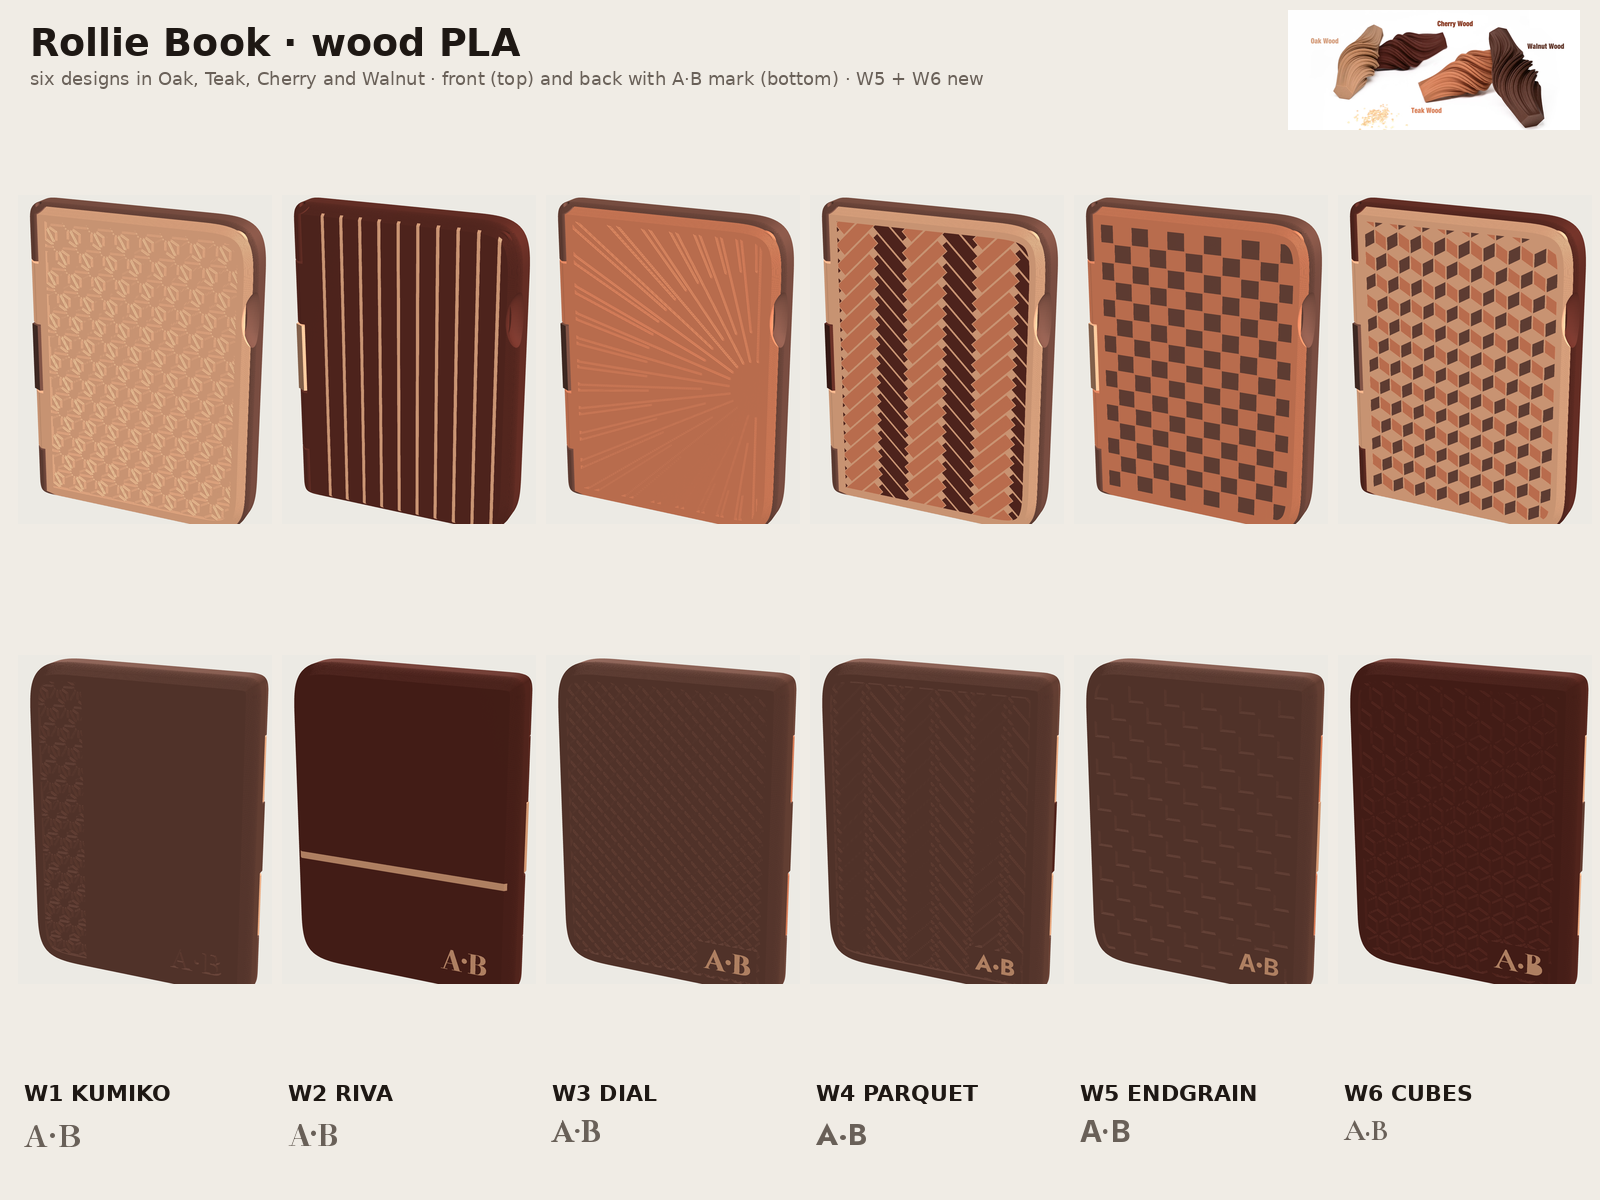 Rollie Book · wood PLA
six designs in Oak, Teak, Cherry and Walnut · front (top) and back with A·B mark (bottom) · W5 + W6 new
Cherry Wood
Oak Wood
Walnut Wood
Teak Wood
A·B
A·B
A·B
A·B
A·B
A·B
W1 KUMIKO
W2 RIVA
W3 DIAL
W4 PARQUET
W5 ENDGRAIN
W6 CUBES
A·B
A·B
A·B
A·B
A·B
A·B